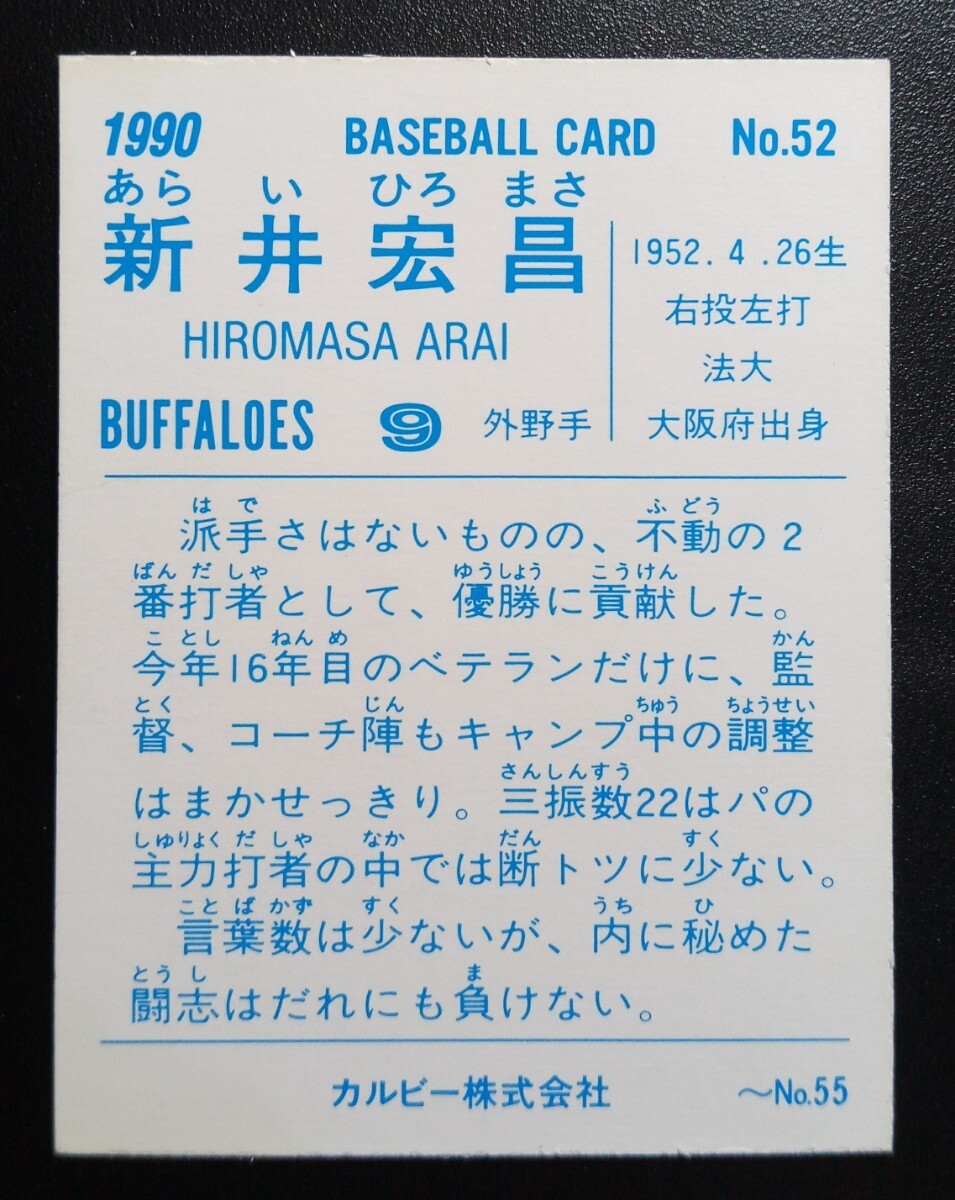 1990 BASEBALL CARD No.52
あら い ひろ まさ
新井宏昌
HIROMASA ARAI
BUFFALOES 9 外野手
1952.4.26生
右投左打
法大
大阪府出身
は で ふ どう
派手さはないものの、不動の2
ばん だ しゃ ゆうしょう こうけん
番打者として、優勝に貢献した。
こ とし ねん め かん
今年16年目のベテランだけに、監
とく じん ちゅう ちょうせい
督、コーチ陣もキャンプ中の調整
さんしんすう
はまかせっきり。三振数22はパの
しゆりよく だ しゃ なか だん すく
主力打者の中では断トツに少ない。
こと ば かず すく うち ひ
言葉数は少ないが、内に秘めた
とう し ま
闘志はだれにも負けない。
カルビー株式会社 〜No.55